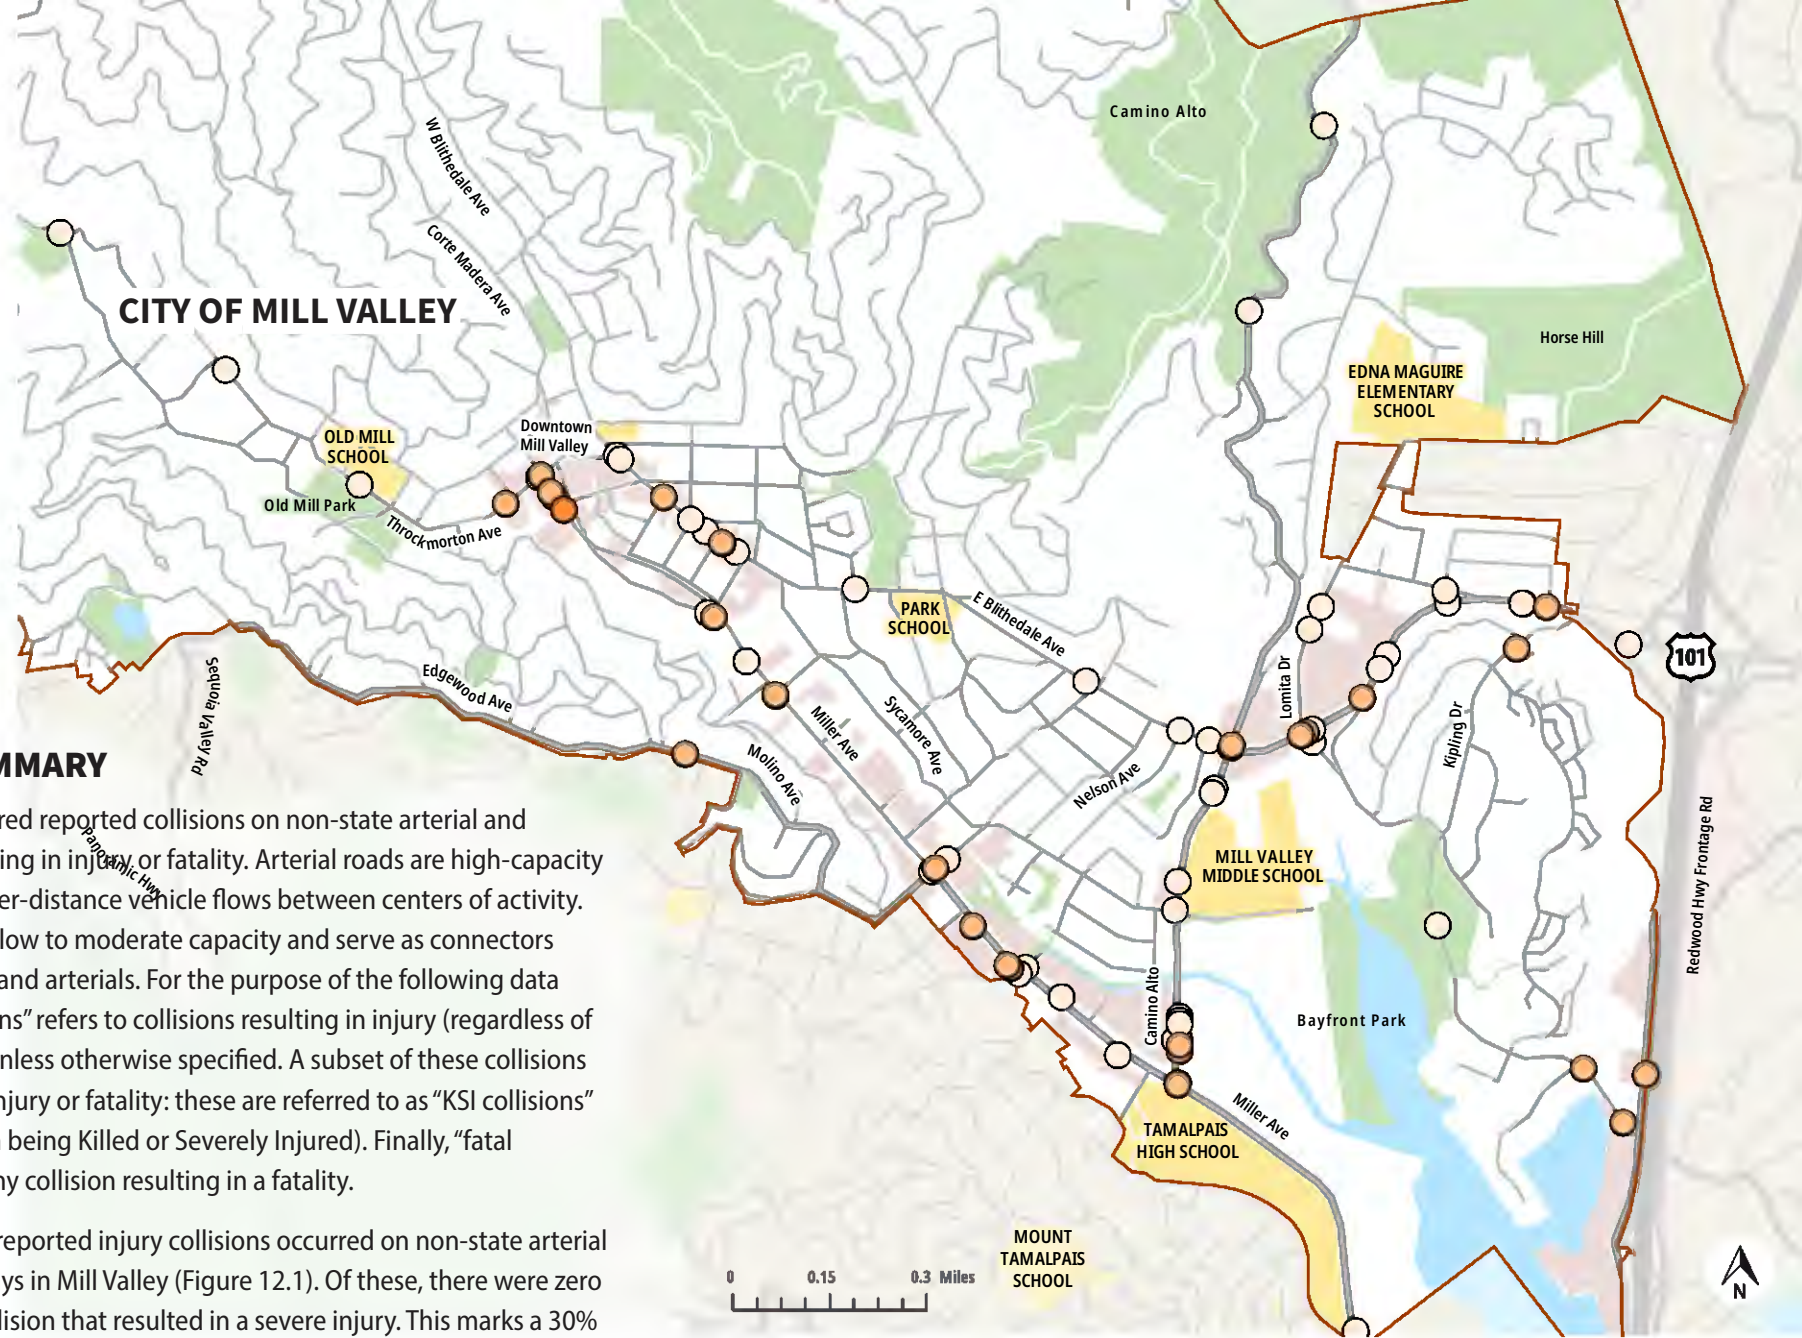 Camino Alto
W Blithedale Ave
Corte Madera Ave
CITY OF MILL VALLEY
Horse Hill
EDNA MAGUIRE
ELEMENTARY
SCHOOL
Downtown
Mill Valley
OLD MILL
SCHOOL
Old Mill Park
Throckmorton Ave
PARK
SCHOOL
E Blithedale Ave
101
Sequoia Valley Rd
Edgewood Ave
Lomita Dr
Kipling Dr
Miller Ave
Sycamore Ave
Molino Ave
Nelson Ave
MILL VALLEY
MIDDLE SCHOOL
Redwood Hwy Frontage Rd
Camino Alto
Bayfront Park
Miller Ave
TAMALPAIS
HIGH SCHOOL
MOUNT
TAMALPAIS
SCHOOL
0 0.15 0.3 Miles
N
Panoramic Hwy
MMARY
red reported collisions on non-state arterial and
ing in injury or fatality. Arterial roads are high-capacity
er-distance vehicle flows between centers of activity.
low to moderate capacity and serve as connectors
and arterials. For the purpose of the following data
ns” refers to collisions resulting in injury (regardless of
nless otherwise specified. A subset of these collisions
njury or fatality: these are referred to as “KSI collisions”
being Killed or Severely Injured). Finally, “fatal
ny collision resulting in a fatality.
reported injury collisions occurred on non-state arterial
ys in Mill Valley (Figure 12.1). Of these, there were zero
lision that resulted in a severe injury. This marks a 30%